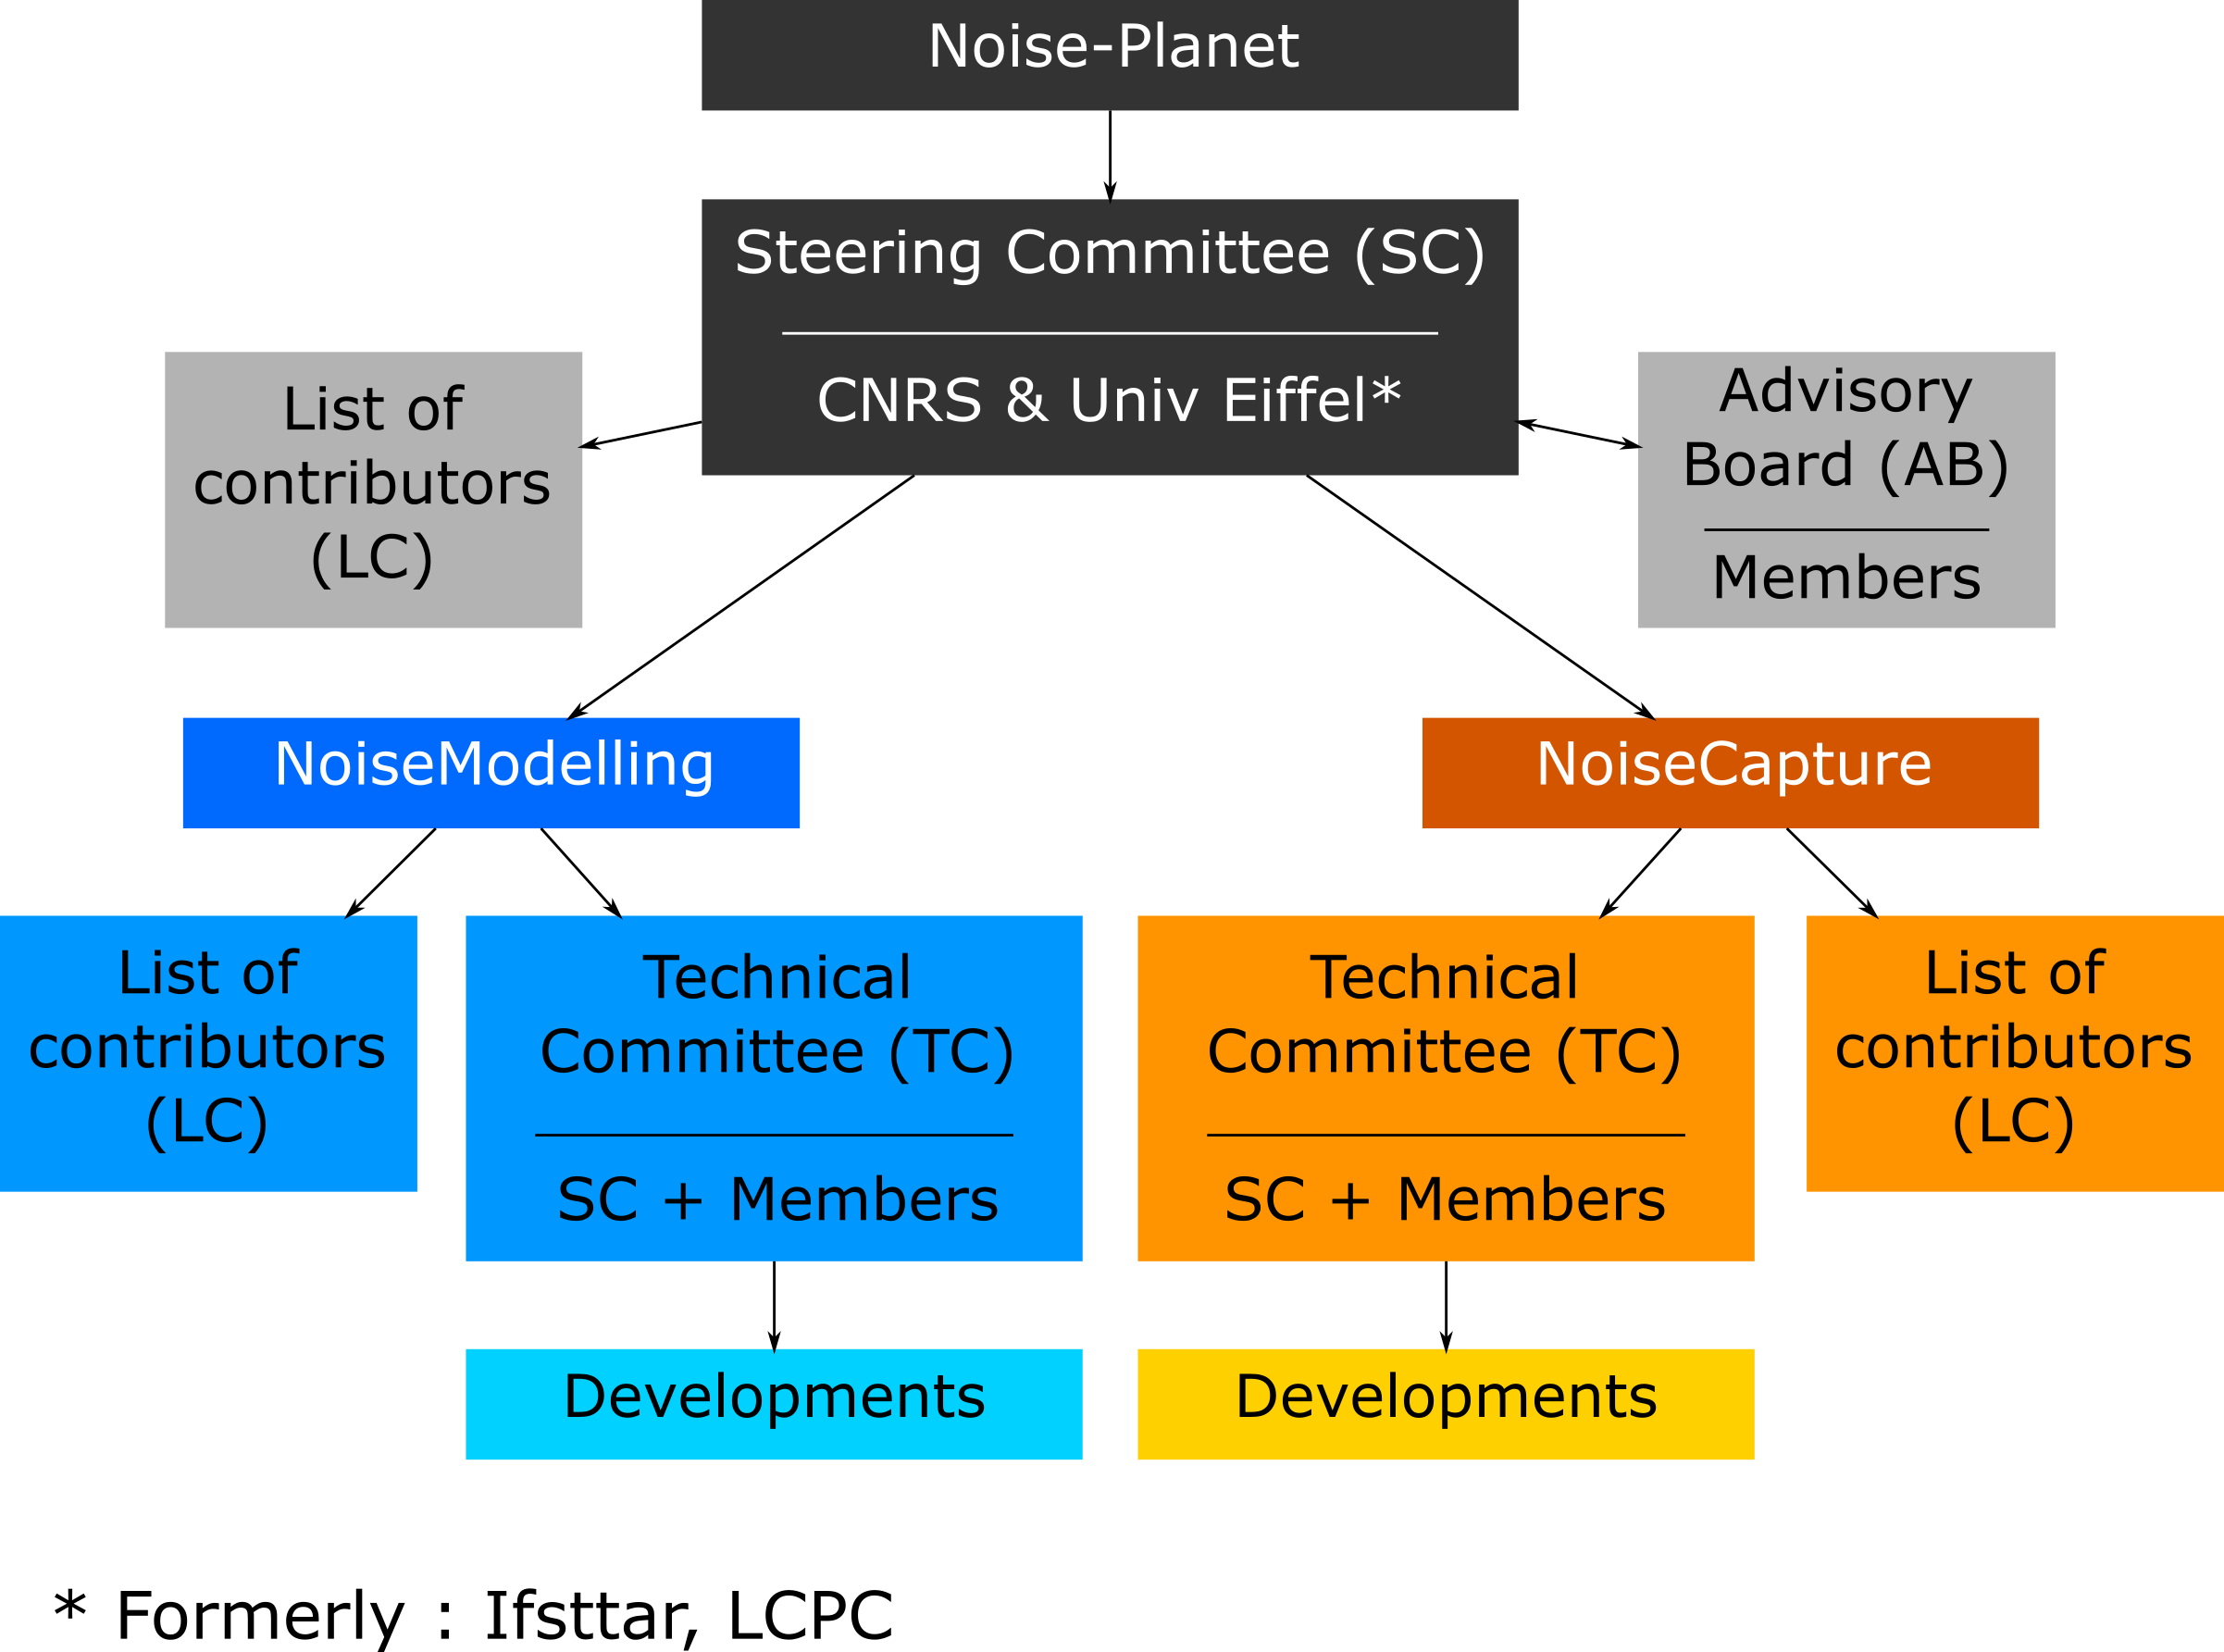 Noise-Planet
Steering Committee (SC)
CNRS & Univ Eiffel*
List of
contributors
(LC)
Advisory
Board (AB)
Members
NoiseModelling
NoiseCapture
List of
contributors
(LC)
Technical
Committee (TC)
SC + Members
Technical
Committee (TC)
SC + Members
List of
contributors
(LC)
Developments
Developments
* Formerly : Ifsttar, LCPC